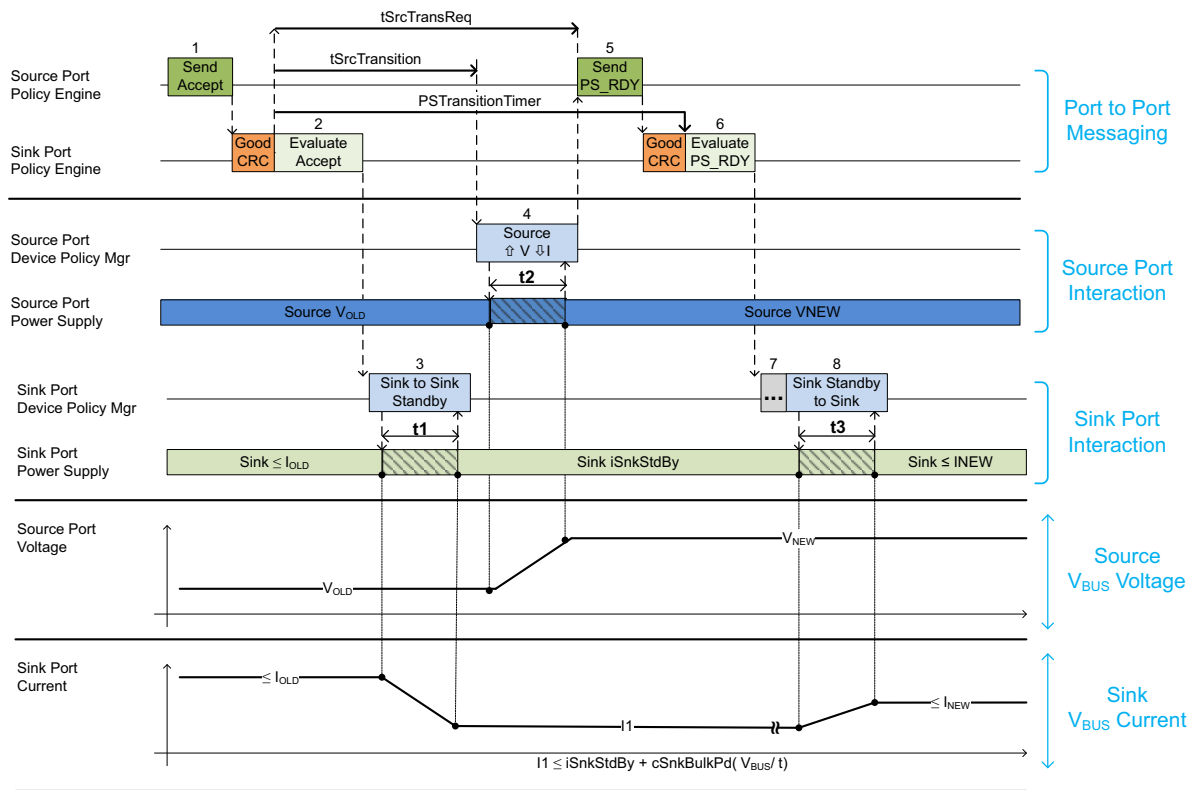 tSrcTransReq
1
tSrcTransition
5
Source Port
Policy Engine
Send
Accept
Send
PS_RDY
PSTransitionTimer
2
6
Port to Port
Messaging
Sink Port
Policy Engine
Good
CRC
Evaluate
Accept
Good
CRC
Evaluate
PS_RDY
4
Source Port
Device Policy Mgr
Source
⇧ V ⇩I
t2
Source Port
Interaction
Source Port
Power Supply
Source VOLD
Source VNEW
3
7
8
Sink Port
Device Policy Mgr
Sink to Sink
Standby
...
Sink Standby
to Sink
t1
t3
Sink Port
Interaction
Sink Port
Power Supply
Sink ≤ IOLD
Sink iSnkStdBy
Sink ≤ INEW
Source Port
Voltage
VOLD
VNEW
Source
VBUS Voltage
Sink Port
Current
≤ IOLD
I1
≤ INEW
Sink
VBUS Current
I1 ≤ iSnkStdBy + cSnkBulkPd( VBUS/ t)